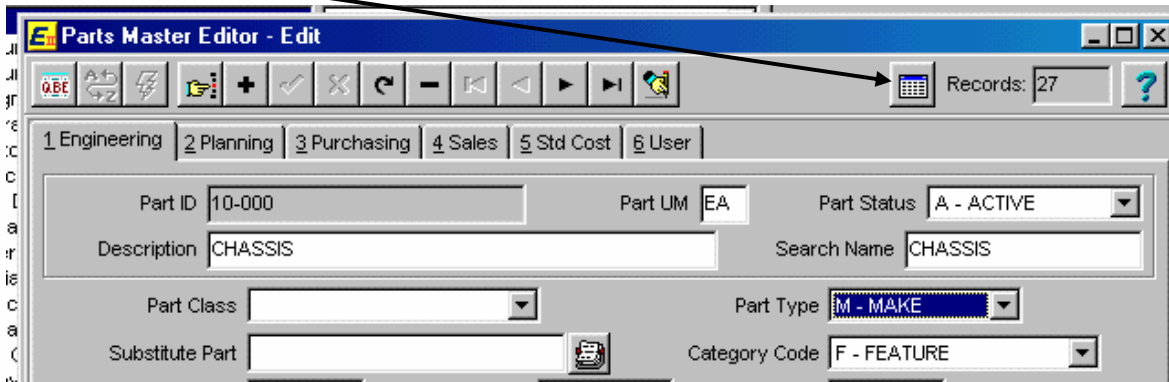 Parts Master Editor - Edit
QBE A Z Records: 27 ?
1 Engineering 2 Planning 3 Purchasing 4 Sales 5 Std Cost 6 User
Part ID 10-000 Part UM EA Part Status A - ACTIVE
Description CHASSIS Search Name CHASSIS
Part Class Part Type M - MAKE
Substitute Part Category Code F - FEATURE